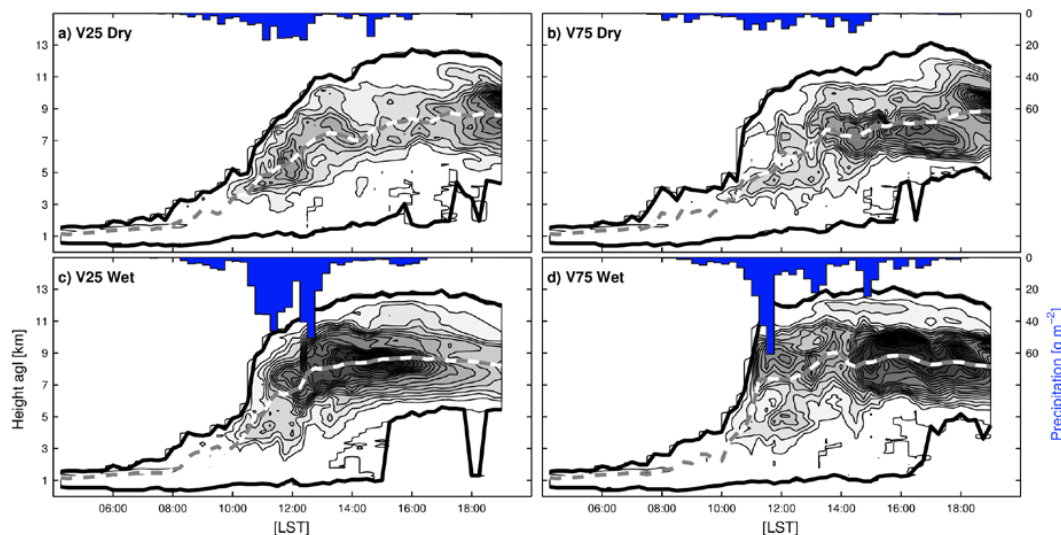 a) V25 Dry
b) V75 Dry
13
11
9
7
5
3
1
0
20
40
60
c) V25 Wet
d) V75 Wet
13
11
9
7
5
3
1
0
20
40
60
Height agl [km]
Precipitation [g m⁻²]
06:00 08:00 10:00 12:00 14:00 16:00 18:00
06:00 08:00 10:00 12:00 14:00 16:00 18:00
[LST]
[LST]